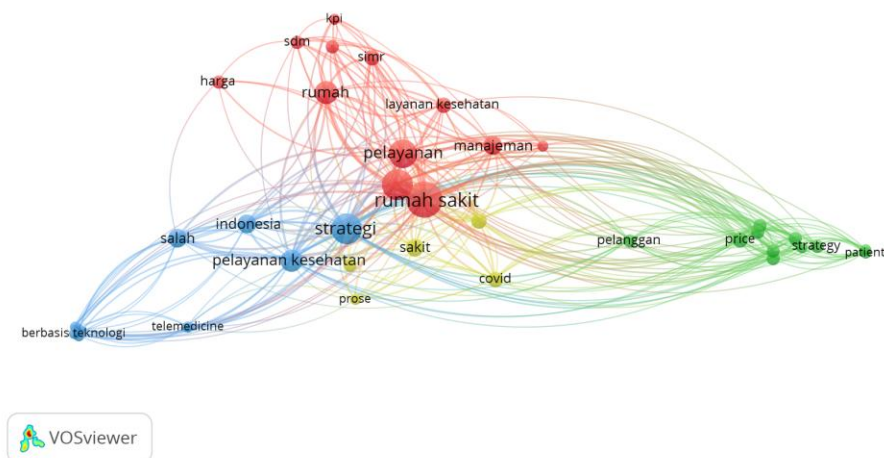 kpi
sdm
simr
harga
rumah
layanan kesehatan
pelayanan
manajeman
rumah sakit
indonesia
strategi
salah
sakit
pelanggan
price
strategy
patient
pelayanan kesehatan
covid
prose
berbasis teknologi
telemedicine
VOSviewer